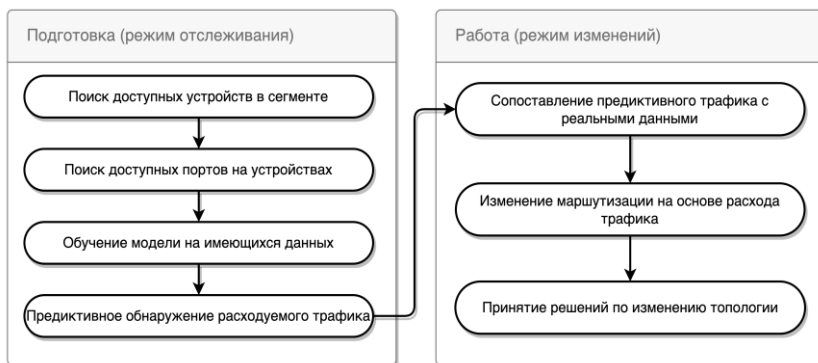 Подготовка (режим отслеживания)
Поиск доступных устройств в сегменте
Поиск доступных портов на устройствах
Обучение модели на имеющихся данных
Предиктивное обнаружение расходуемого трафика
Работа (режим изменений)
Сопоставление предиктивного трафика с
реальными данными
Изменение маршутизации на основе расхода
трафика
Принятие решений по изменению топологии